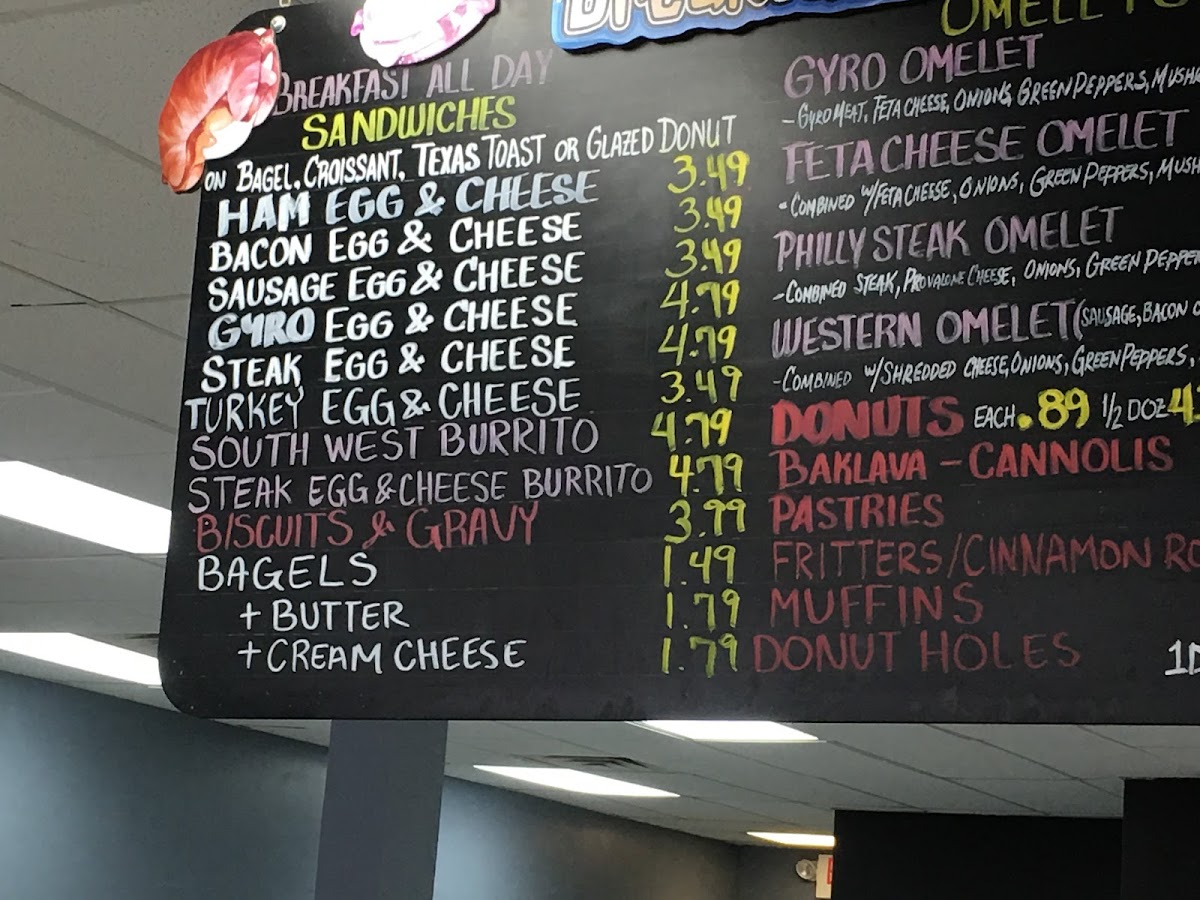 BREAKFAST ALL DAY
SANDWICHES
ON BAGEL, CROISSANT, TEXAS TOAST OR GLAZED DONUT
HAM EGG & CHEESE 3.49
BACON EGG & CHEESE 3.49
SAUSAGE EGG & CHEESE 3.49
GYRO EGG & CHEESE 4.79
STEAK EGG & CHEESE 4.79
TURKEY EGG & CHEESE 3.49
SOUTH WEST BURRITO 4.79
STEAK EGG & CHEESE BURRITO 4.79
BISCUITS & GRAVY 3.99
BAGELS 1.49
+ BUTTER 1.79
+ CREAM CHEESE 1.79
GYRO OMELET
- GYRO MEAT, FETA CHEESE, ONIONS, GREEN PEPPERS,
FETA CHEESE OMELET
- COMBINED W/FETA CHEESE, ONIONS, GREEN PEPPERS,
PHILLY STEAK OMELET
- COMBINED STEAK, PROVALONE CHEESE, ONIONS, GREEN
WESTERN OMELET (SAUSAGE, BACON
- COMBINED W/SHREDDED CHEESE, ONIONS, GREEN PEPPERS,
DONUTS EACH .89 1/2 DOZ
BAKLAVA - CANNOLIS
PASTRIES
FRITTERS/CINNAMON
MUFFINS
DONUT HOLES